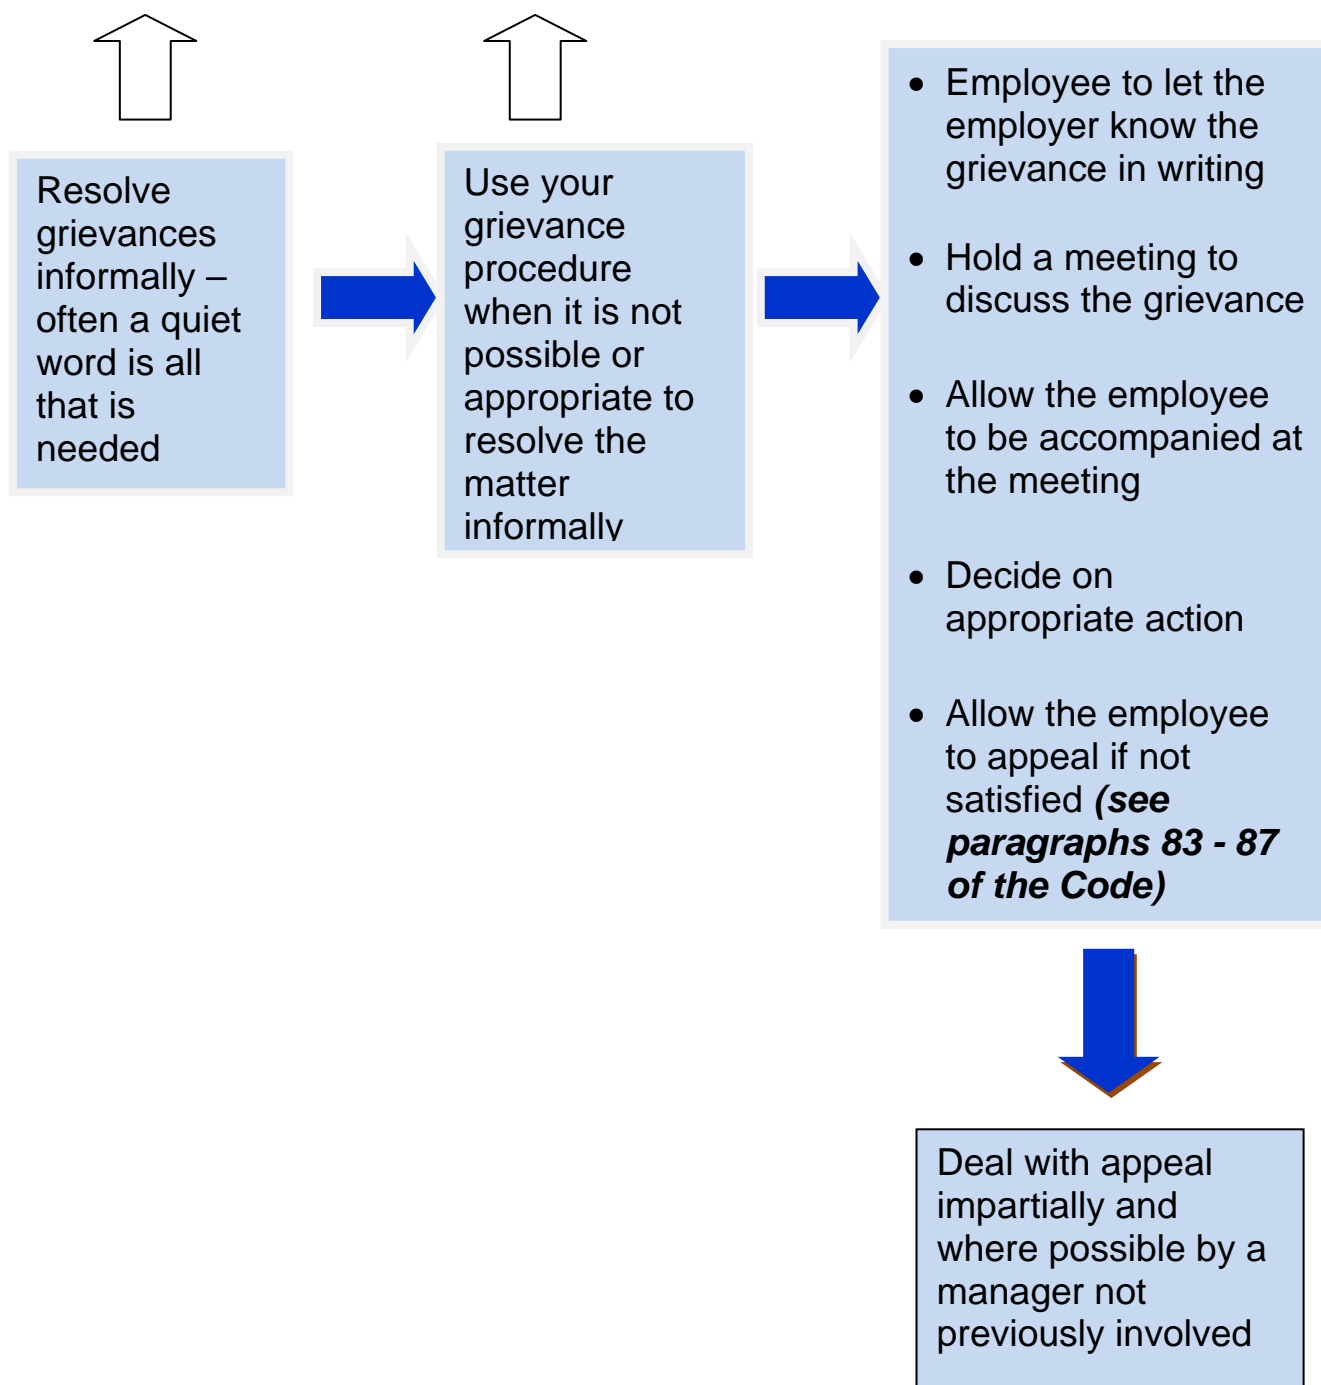 Resolve
grievances
informally –
often a quiet
word is all
that is
needed
Use your
grievance
procedure
when it is not
possible or
appropriate to
resolve the
matter
informally
• Employee to let the
employer know the
grievance in writing
• Hold a meeting to
discuss the grievance
• Allow the employee
to be accompanied at
the meeting
• Decide on
appropriate action
• Allow the employee
to appeal if not
satisfied (see
paragraphs 83 - 87
of the Code)
Deal with appeal
impartially and
where possible by a
manager not
previously involved